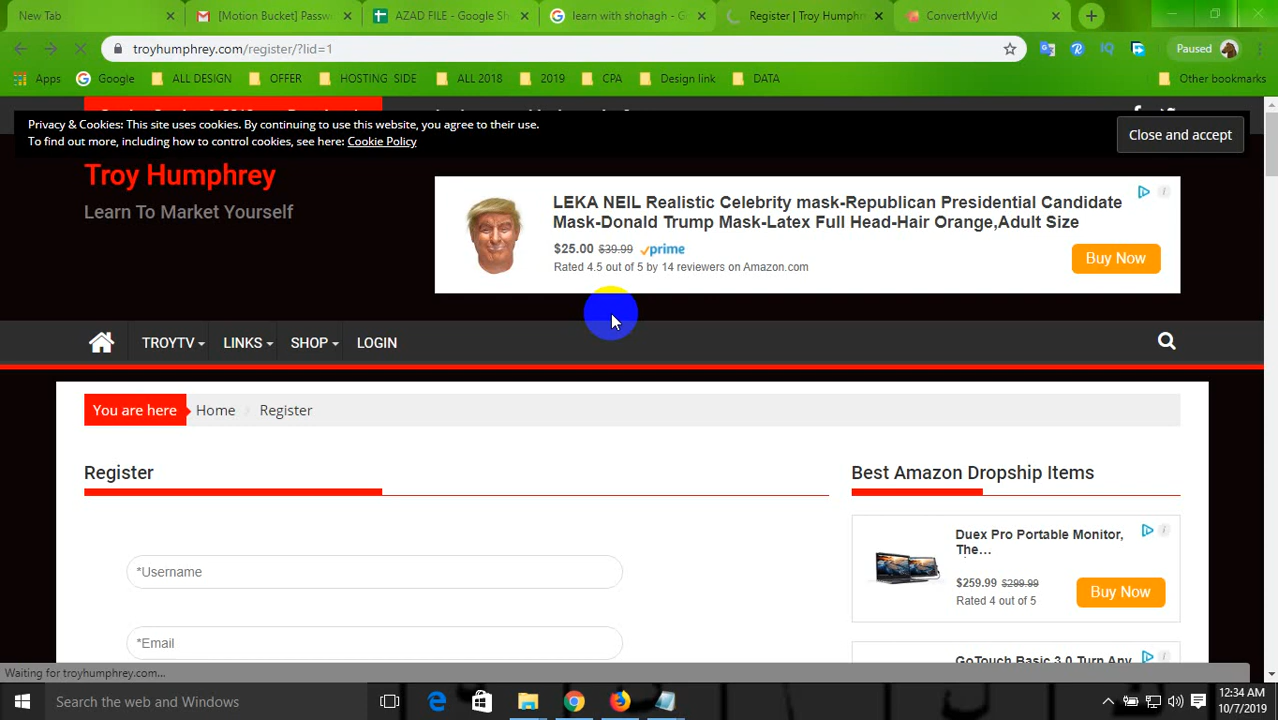 New Tab
[Motion Bucket] Passw
AZAD FILE - Google Sh
learn with shohagh - Go
Register | Troy Humphr
ConvertMyVid
troyhumphrey.com/register/?lid=1
Paused
Apps
Google
ALL DESIGN
OFFER
HOSTING SIDE
ALL 2018
2019
CPA
Design link
DATA
Other bookmarks
Privacy & Cookies: This site uses cookies. By continuing to use this website, you agree to their use.
To find out more, including how to control cookies, see here: Cookie Policy
Close and accept
Troy Humphrey
Learn To Market Yourself
LEKA NEIL Realistic Celebrity mask-Republican Presidential Candidate
Mask-Donald Trump Mask-Latex Full Head-Hair Orange,Adult Size
$25.00 $39.99 prime
Rated 4.5 out of 5 by 14 reviewers on Amazon.com
Buy Now
TROYTV
LINKS
SHOP
LOGIN
You are here
Home
Register
Register
Best Amazon Dropship Items
*Username
*Email
Duex Pro Portable Monitor,
The...
$259.99 $299.99
Rated 4 out of 5
Buy Now
GoTouch Basic 3.0 Turn Any
Waiting for troyhumphrey.com...
Search the web and Windows
12:34 AM
10/7/2019